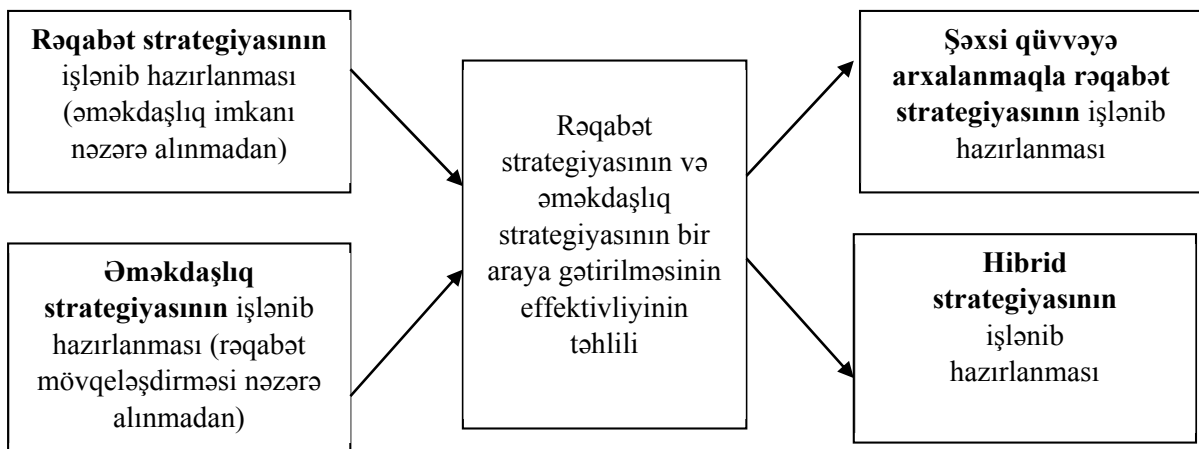 Rəqabət strategiyasının
işlənib hazırlanması
(əməkdaşlıq imkanı
nəzərə alınmadan)
Əməkdaşlıq
strategiyasının işlənib
hazırlanması (rəqabət
mövqeləşdirməsi nəzərə
alınmadan)
Rəqabət
strategiyasının və
əməkdaşlıq
strategiyasının bir
araya gətirilməsinin
effektivliyinin
təhlili
Şəxsi qüvvəyə
arxalanmaqla rəqabət
strategiyasının işlənib
hazırlanması
Hibrid
strategiyasının
işlənib
hazırlanması